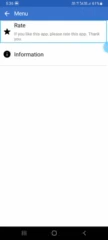 Menu
Rate
If you like this app, please rate this app. Thank
you.
Information